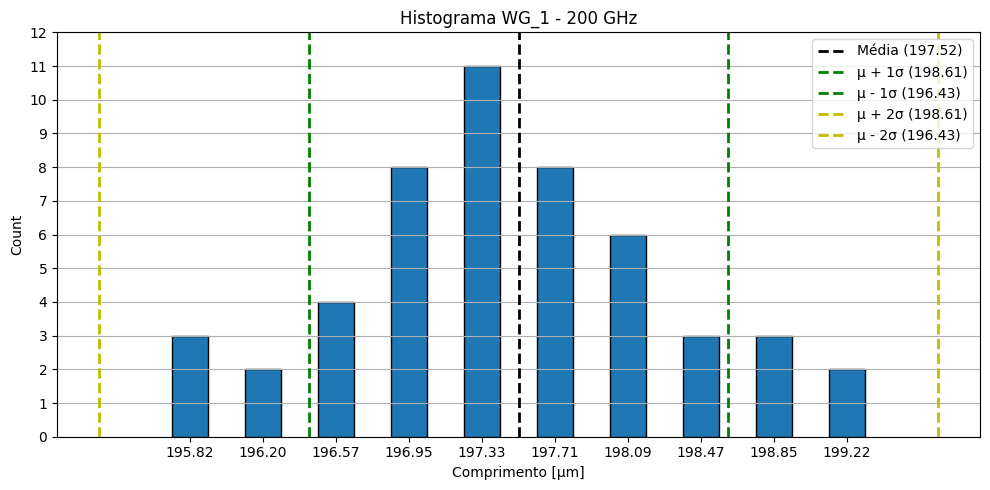 Histograma WG_1 - 200 GHz
Média (197.52)
μ + 1σ (198.61)
μ - 1σ (196.43)
μ + 2σ (198.61)
μ - 2σ (196.43)
Count
12
11
10
9
8
7
6
5
4
3
2
1
0
195.82 196.20 196.57 196.95 197.33 197.71 198.09 198.47 198.85 199.22
Comprimento [μm]